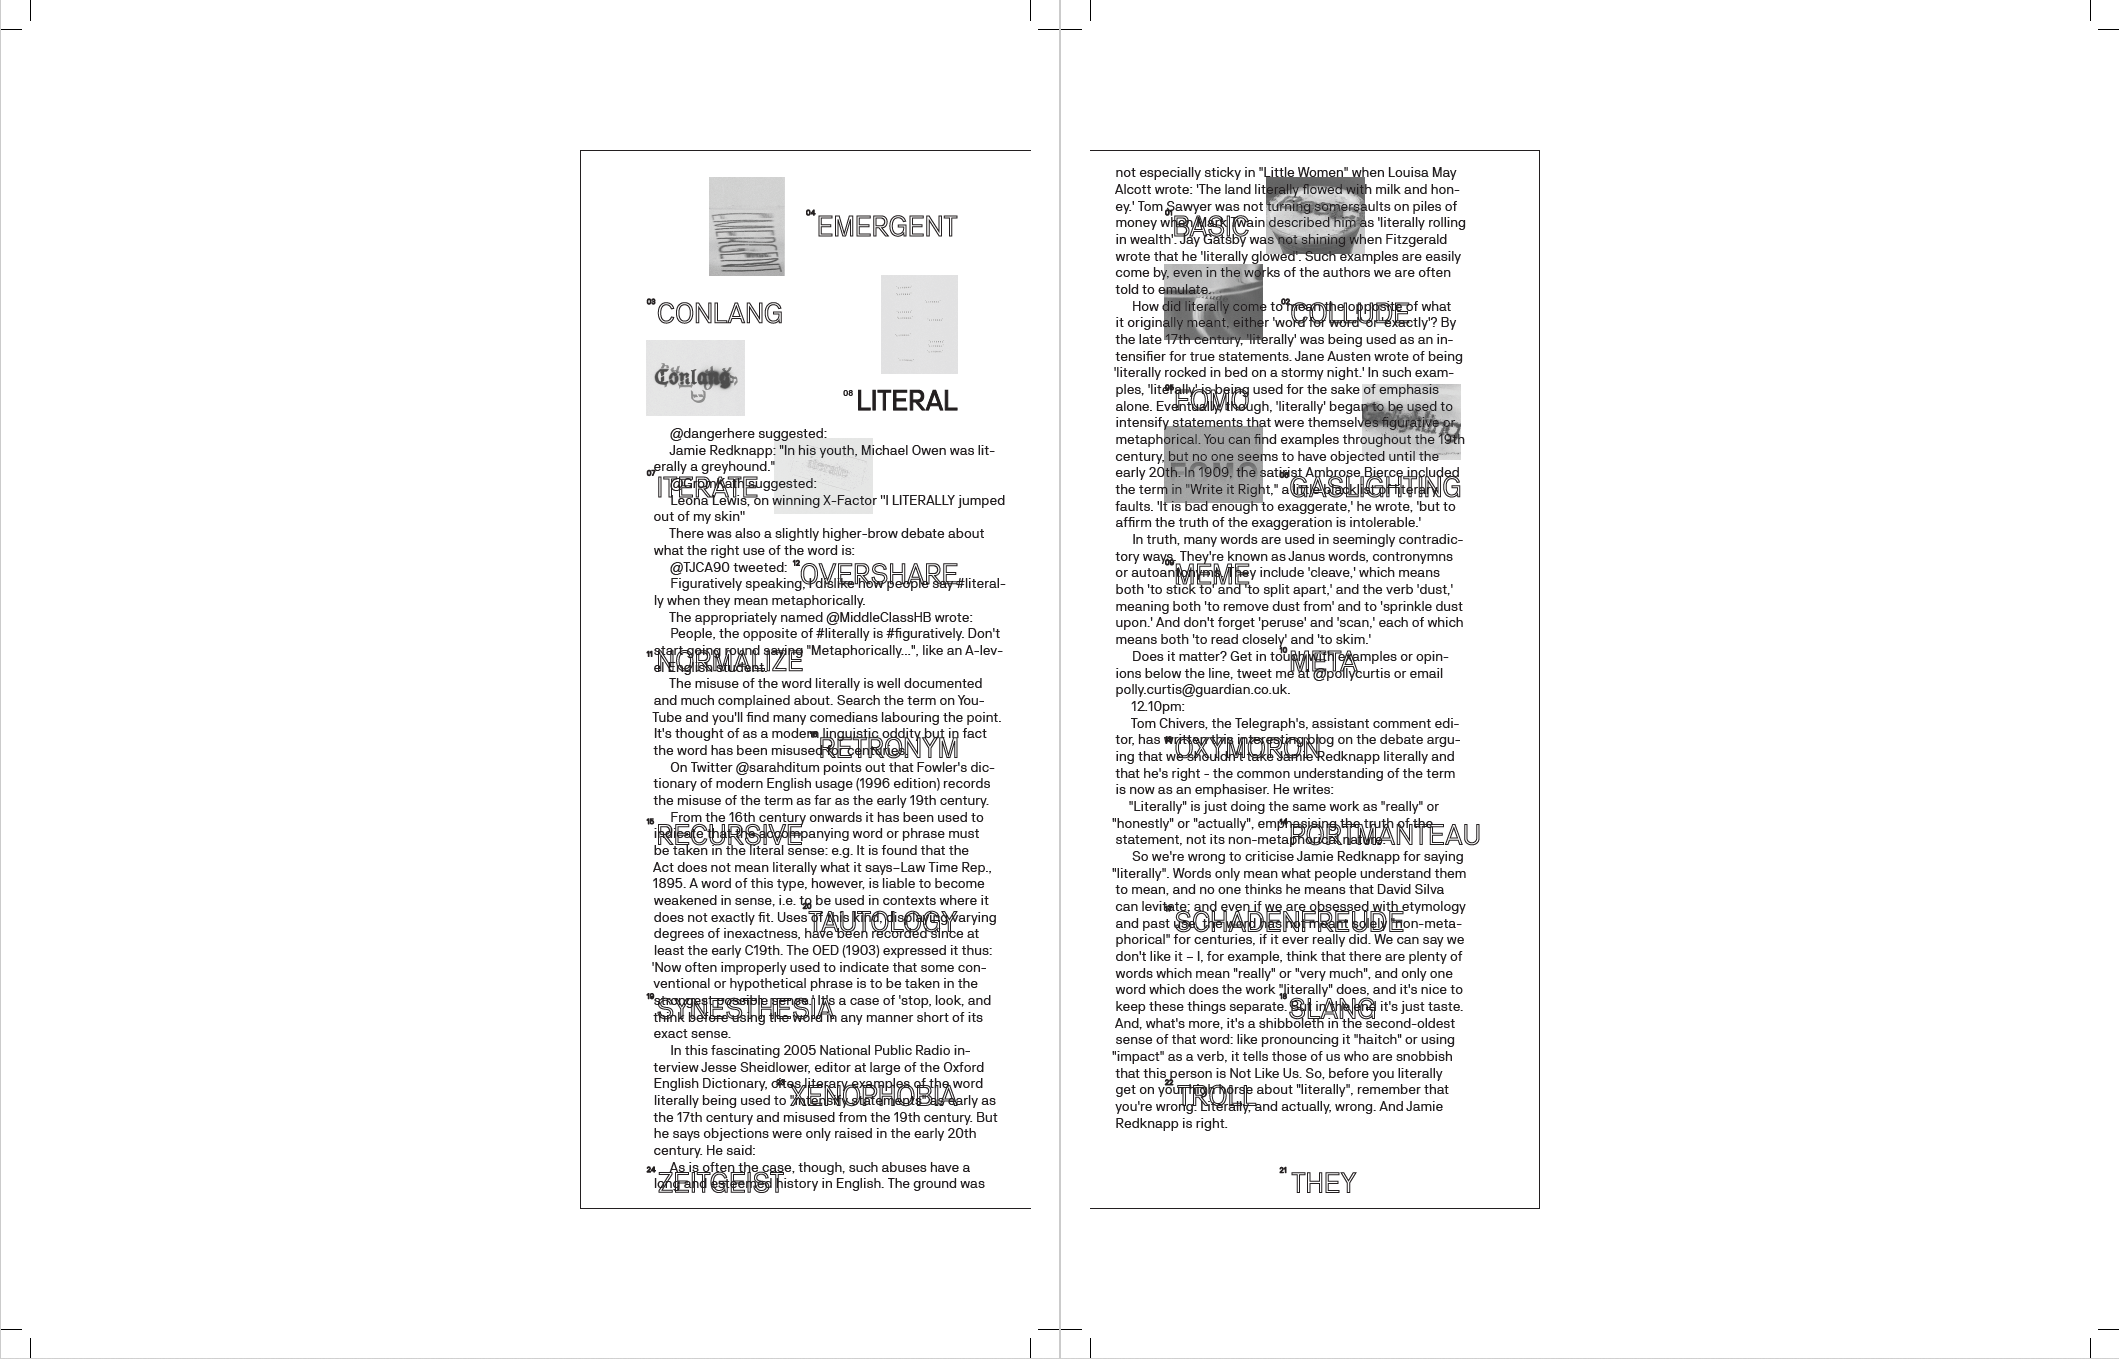 04 EMERGENT
03 CONLANG
Conlang
08 LITERAL
@dangerhere suggested:
Jamie Redknapp: "In his youth, Michael Owen was lit-
erally a greyhound."
07 ITERATE
@GromKath suggested:
Leona Lewis, on winning X-Factor "I LITERALLY jumped
out of my skin"
There was also a slightly higher-brow debate about
what the right use of the word is:
@TJCA90 tweeted:
12 OVERSHARE
Figuratively speaking, I dislike how people say #literal-
ly when they mean metaphorically.
The appropriately named @MiddleClassHB wrote:
People, the opposite of #literally is #figuratively. Don't
start going round saying "Metaphorically...", like an A-lev-
11 NORMALIZE
el English student.
The misuse of the word literally is well documented
and much complained about. Search the term on You-
Tube and you'll find many comedians labouring the point.
It's thought of as a modern linguistic oddity but in fact
RETRONYM
the word has been misused for centuries.
On Twitter @sarahditum points out that Fowler's dic-
tionary of modern English usage (1996 edition) records
the misuse of the term as far as the early 19th century.
From the 16th century onwards it has been used to
15 RECURSIVE
indicate that the accompanying word or phrase must
be taken in the literal sense: e.g. It is found that the
Act does not mean literally what it says–Law Time Rep.,
1895. A word of this type, however, is liable to become
weakened in sense, i.e. to be used in contexts where it
20 TAUTOLOGY
does not exactly fit. Uses of this kind, displaying varying
degrees of inexactness, have been recorded since at
least the early C19th. The OED (1903) expressed it thus:
'Now often improperly used to indicate that some con-
ventional or hypothetical phrase is to be taken in the
strongest possible sense.' It's a case of 'stop, look, and
19 SYNESTHESIA
think before using the word in any manner short of its
exact sense.
In this fascinating 2005 National Public Radio in-
terview Jesse Sheidlower, editor at large of the Oxford
English Dictionary, cites literary examples of the word
XENOPHOBIA
literally being used to "intensify statements" as early as
the 17th century and misused from the 19th century. But
he says objections were only raised in the early 20th
century. He said:
As is often the case, though, such abuses have a
24 ZEITGEIST
long and esteemed history in English. The ground was
not especially sticky in "Little Women" when Louisa May
Alcott wrote: 'The land literally flowed with milk and hon-
ey.' Tom Sawyer was not turning somersaults on piles of
01 BASIC
money when Mark Twain described him as 'literally rolling
in wealth'. Jay Gatsby was not shining when Fitzgerald
wrote that he 'literally glowed'. Such examples are easily
come by, even in the works of the authors we are often
told to emulate.
How did literally come to mean the opposite of what
02 COLLUDE
it originally meant, either 'word for word' or 'exactly'? By
the late 17th century, 'literally' was being used as an in-
tensifier for true statements. Jane Austen wrote of being
'literally rocked in bed on a stormy night.' In such exam-
ples, 'literally' is being used for the sake of emphasis
FOMO
alone. Eventually, though, 'literally' began to be used to
Gaslighting
intensify statements that were themselves figurative or
metaphorical. You can find examples throughout the 19th
century, but no one seems to have objected until the
FOMO
early 20th. In 1909, the satirist Ambrose Bierce included
GASLIGHTING
the term in "Write it Right," a little blacklist of literary
faults. 'It is bad enough to exaggerate,' he wrote, 'but to
affirm the truth of the exaggeration is intolerable.'
In truth, many words are used in seemingly contradic-
tory ways. They're known as Janus words, contronymns
09 MEME
or autoantonyms. They include 'cleave,' which means
both 'to stick to' and 'to split apart,' and the verb 'dust,'
meaning both 'to remove dust from' and to 'sprinkle dust
upon.' And don't forget 'peruse' and 'scan,' each of which
means both 'to read closely' and 'to skim.'
Does it matter? Get in touch with examples or opin-
10 META
ions below the line, tweet me at @pollycurtis or email
polly.curtis@guardian.co.uk.
12.10pm:
Tom Chivers, the Telegraph's, assistant comment edi-
tor, has written this interesting blog on the debate argu-
OXYMORON
ing that we shouldn't take Jamie Redknapp literally and
that he's right - the common understanding of the term
is now as an emphasiser. He writes:
"Literally" is just doing the same work as "really" or
"honestly" or "actually", emphasising the truth of the
14 PORTMANTEAU
statement, not its non-metaphorical nature.
So we're wrong to criticise Jamie Redknapp for saying
"literally". Words only mean what people understand them
to mean, and no one thinks he means that David Silva
can levitate; and even if we are obsessed with etymology
SCHADENFREUDE
and past use, the word has not meant solely "non-meta-
phorical" for centuries, if it ever really did. We can say we
don't like it – I, for example, think that there are plenty of
words which mean "really" or "very much", and only one
word which does the work "literally" does, and it's nice to
18 SLANG
keep these things separate. But in the end it's just taste.
And, what's more, it's a shibboleth in the second-oldest
sense of that word: like pronouncing it "haitch" or using
"impact" as a verb, it tells those of us who are snobbish
that this person is Not Like Us. So, before you literally
22 TROLL
get on your high horse about "literally", remember that
you're wrong. Literally, and actually, wrong. And Jamie
Redknapp is right.
21 THEY